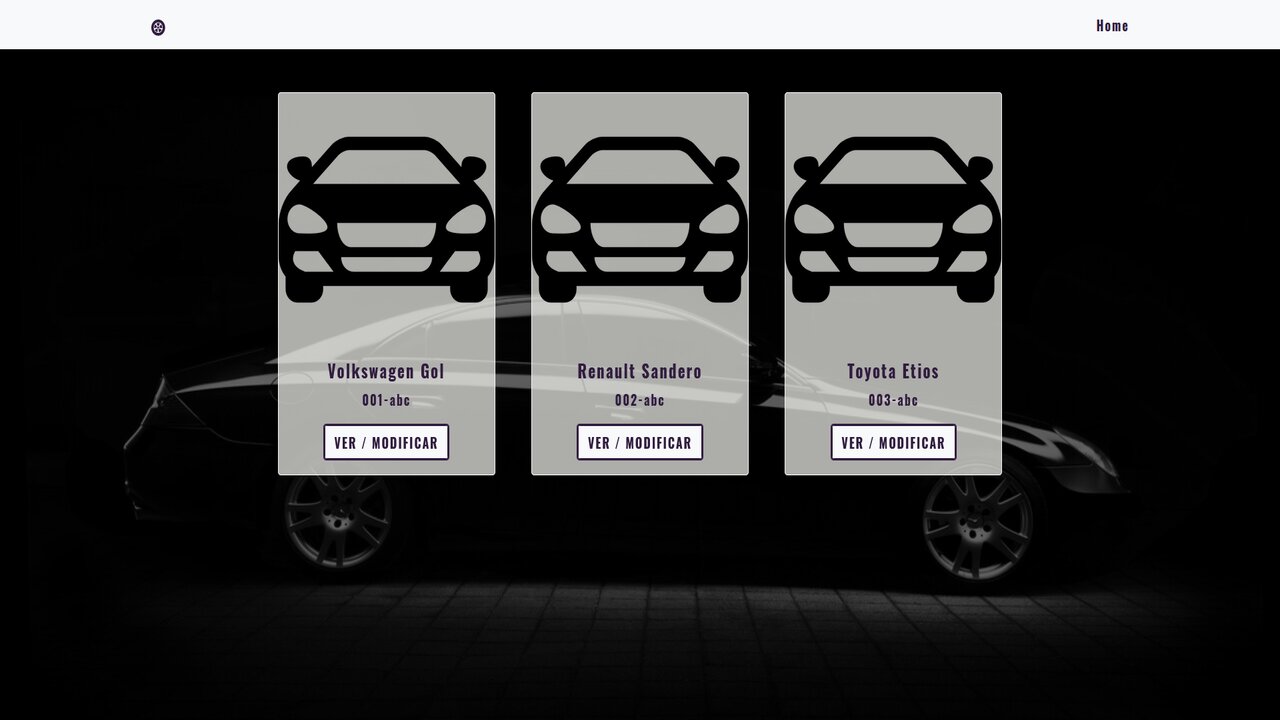 Home
Volkswagen Gol
001-abc
VER / MODIFICAR
Renault Sandero
002-abc
VER / MODIFICAR
Toyota Etios
003-abc
VER / MODIFICAR